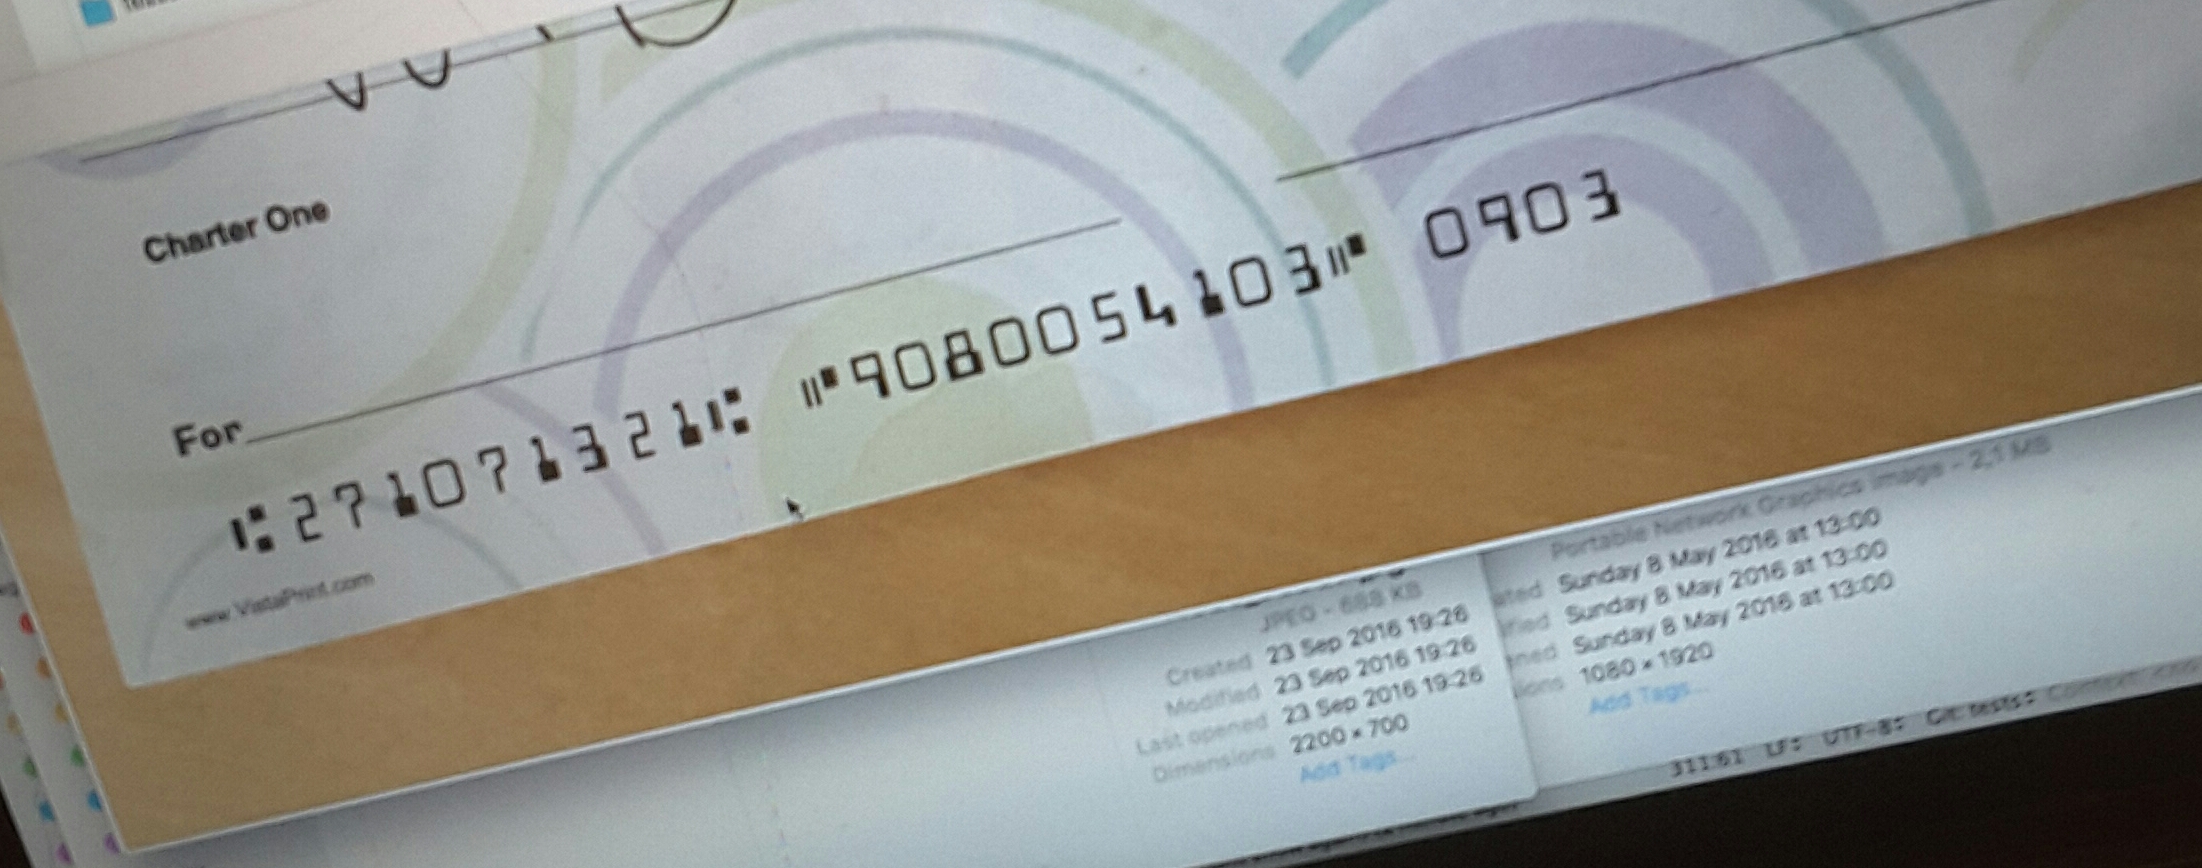 Charter One
For
⑆271071321⑆ ⑈9080054103⑈ 0903
www.VistaPrint.com
Portable Network Graphics image - 2,1 MB
Sunday 8 May 2016 at 13:00
Sunday 8 May 2016 at 13:00
Sunday 8 May 2016 at 13:00
1080 × 1920
Add Tags...
JPEG - 688 KB
Created 23 Sep 2016 19:26
Modified 23 Sep 2016 19:26
Last opened 23 Sep 2016 19:26
Dimensions 2200 × 700
Add Tags...
311:61 LF: UTF-8: Git: tests: Context: